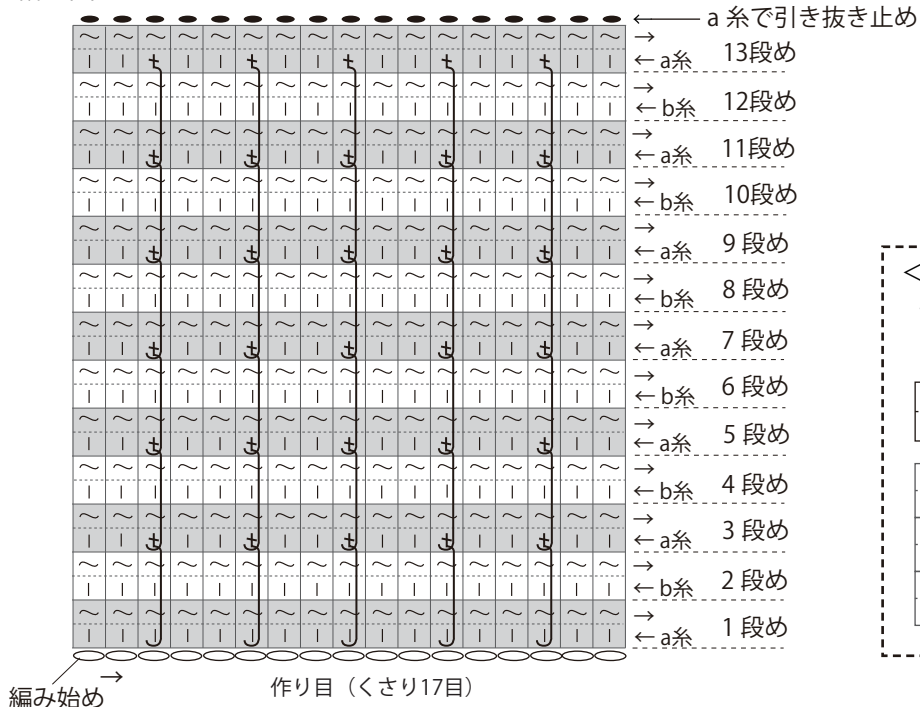 ← a 糸で引き抜き止め
→
← a糸 13段め
→
← b糸 12段め
→
← a糸 11段め
→
← b糸 10段め
→
← a糸 9 段め
→
← b糸 8 段め
→
← a糸 7 段め
→
← b糸 6 段め
→
← a糸 5 段め
→
← b糸 4 段め
→
← a糸 3 段め
→
← b糸 2 段め
→
← a糸 1 段め
編み始め →
作り目（くさり17目）